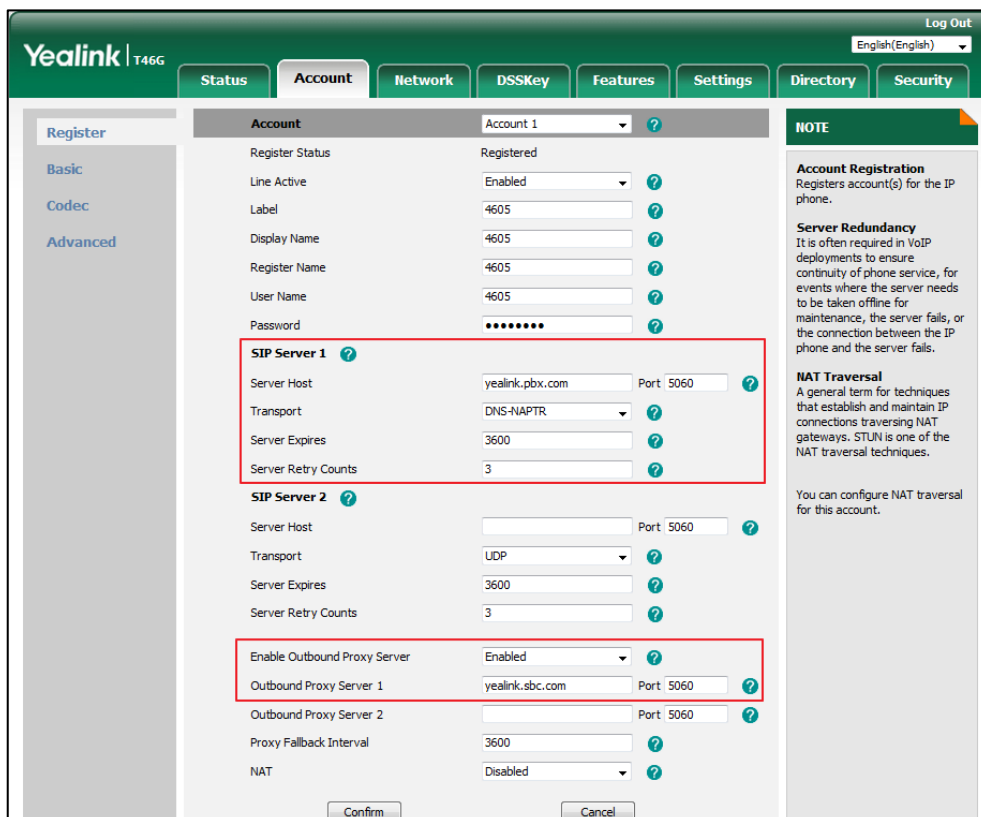 Log Out
Yealink | T46G
English(English)
Status Account Network DSSKey Features Settings Directory Security
Register
Basic
Codec
Advanced
Account Account 1 ?
Register Status Registered
Line Active Enabled ?
Label 4605 ?
Display Name 4605 ?
Register Name 4605 ?
User Name 4605 ?
Password •••••••• ?
SIP Server 1 ?
Server Host yealink.pbx.com Port 5060 ?
Transport DNS-NAPTR ?
Server Expires 3600 ?
Server Retry Counts 3 ?
SIP Server 2 ?
Server Host Port 5060 ?
Transport UDP ?
Server Expires 3600 ?
Server Retry Counts 3 ?
Enable Outbound Proxy Server Enabled ?
Outbound Proxy Server 1 yealink.sbc.com Port 5060 ?
Outbound Proxy Server 2 Port 5060 ?
Proxy Fallback Interval 3600 ?
NAT Disabled ?
Confirm Cancel
NOTE
Account Registration
Registers account(s) for the IP
phone.
Server Redundancy
It is often required in VoIP
deployments to ensure
continuity of phone service, for
events where the server needs
to be taken offline for
maintenance, the server fails, or
the connection between the IP
phone and the server fails.
NAT Traversal
A general term for techniques
that establish and maintain IP
connections traversing NAT
gateways. STUN is one of the
NAT traversal techniques.
You can configure NAT traversal
for this account.